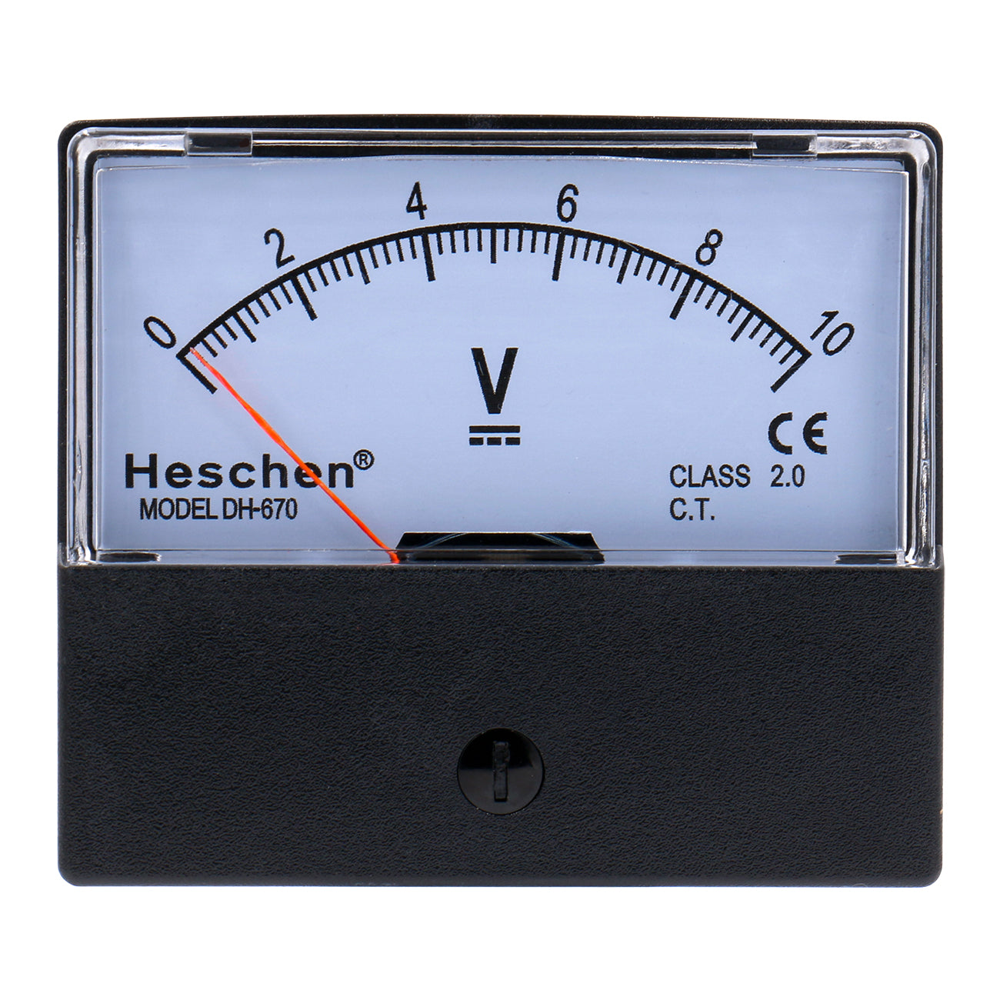 0 2 4 6 8 10
V
Heschen®
MODEL DH-670
CE
CLASS 2.0
C.T.